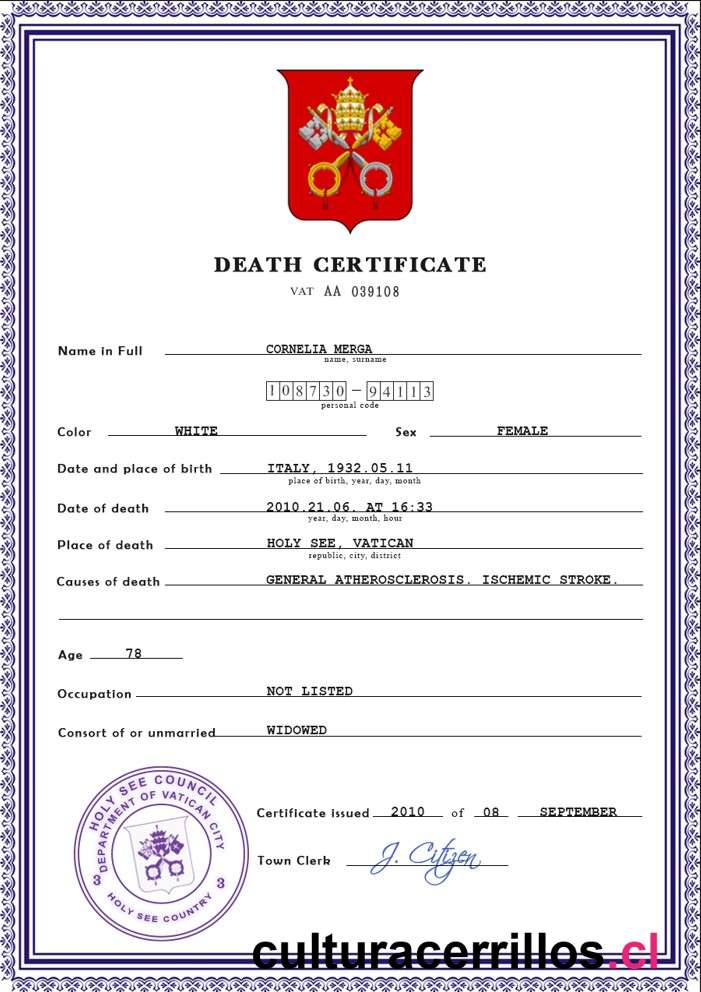 DEATH CERTIFICATE
VAT AA 039108
Name in Full CORNELIA MERGA
name, surname
108730 – 94113
personal code
Color WHITE Sex FEMALE
Date and place of birth ITALY, 1932.05.11
place of birth, year, day, month
Date of death 2010.21.06. AT 16:33
year, day, month, hour
Place of death HOLY SEE, VATICAN
republic, city, district
Causes of death GENERAL ATHEROSCLEROSIS. ISCHEMIC STROKE.
Age 78
Occupation NOT LISTED
Consort of or unmarried WIDOWED
HOLY SEE COUNCIL
DEPARTMENT OF VATICAN CITY
3 3
HOLY SEE COUNTRY
Certificate issued 2010 of 08 SEPTEMBER
Town Clerk J. Citizen
culturacerrillos.cl